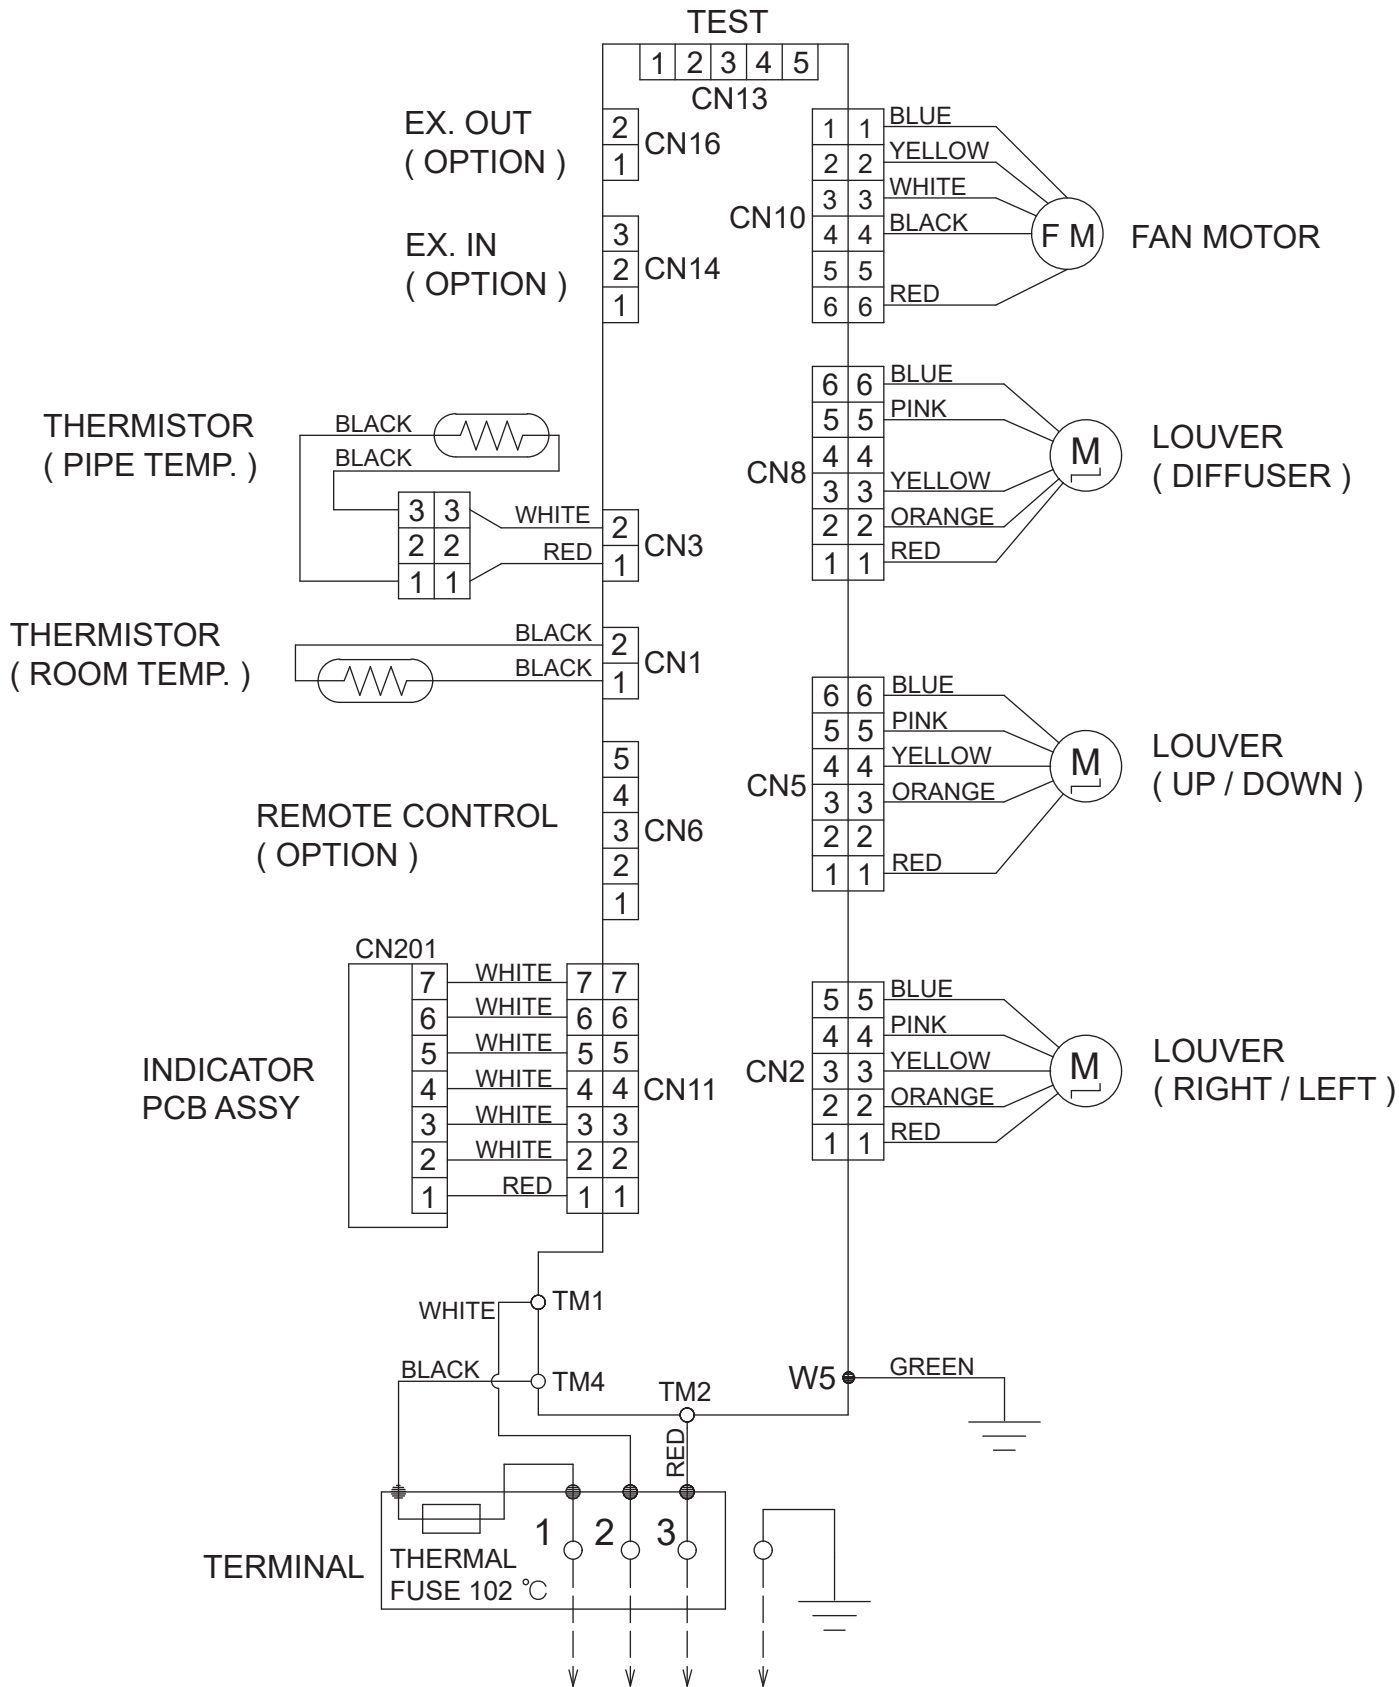 TEST
1 2 3 4 5
CN13
EX. OUT
( OPTION )
2
1
CN16
EX. IN
( OPTION )
3
2
1
CN14
THERMISTOR
( PIPE TEMP. )
BLACK
BLACK
3 3
2 2
1 1
WHITE
RED
2
1
CN3
THERMISTOR
( ROOM TEMP. )
BLACK
BLACK
2
1
CN1
REMOTE CONTROL
( OPTION )
5
4
3
2
1
CN6
INDICATOR
PCB ASSY
CN201
7 WHITE 7 7
6 WHITE 6 6
5 WHITE 5 5
4 WHITE 4 4
3 WHITE 3 3
2 WHITE 2 2
1 RED 1 1
CN11
CN10
1 1 BLUE
2 2 YELLOW
3 3 WHITE
4 4 BLACK
5 5
6 6 RED
F M
FAN MOTOR
CN8
6 6 BLUE
5 5 PINK
4 4
3 3 YELLOW
2 2 ORANGE
1 1 RED
M
LOUVER
( DIFFUSER )
CN5
6 6 BLUE
5 5 PINK
4 4 YELLOW
3 3 ORANGE
2 2
1 1 RED
M
LOUVER
( UP / DOWN )
CN2
5 5 BLUE
4 4 PINK
3 3 YELLOW
2 2 ORANGE
1 1 RED
M
LOUVER
( RIGHT / LEFT )
WHITE
TM1
BLACK
TM4
TM2
RED
W5
GREEN
TERMINAL
1 2 3
THERMAL
FUSE 102 ℃